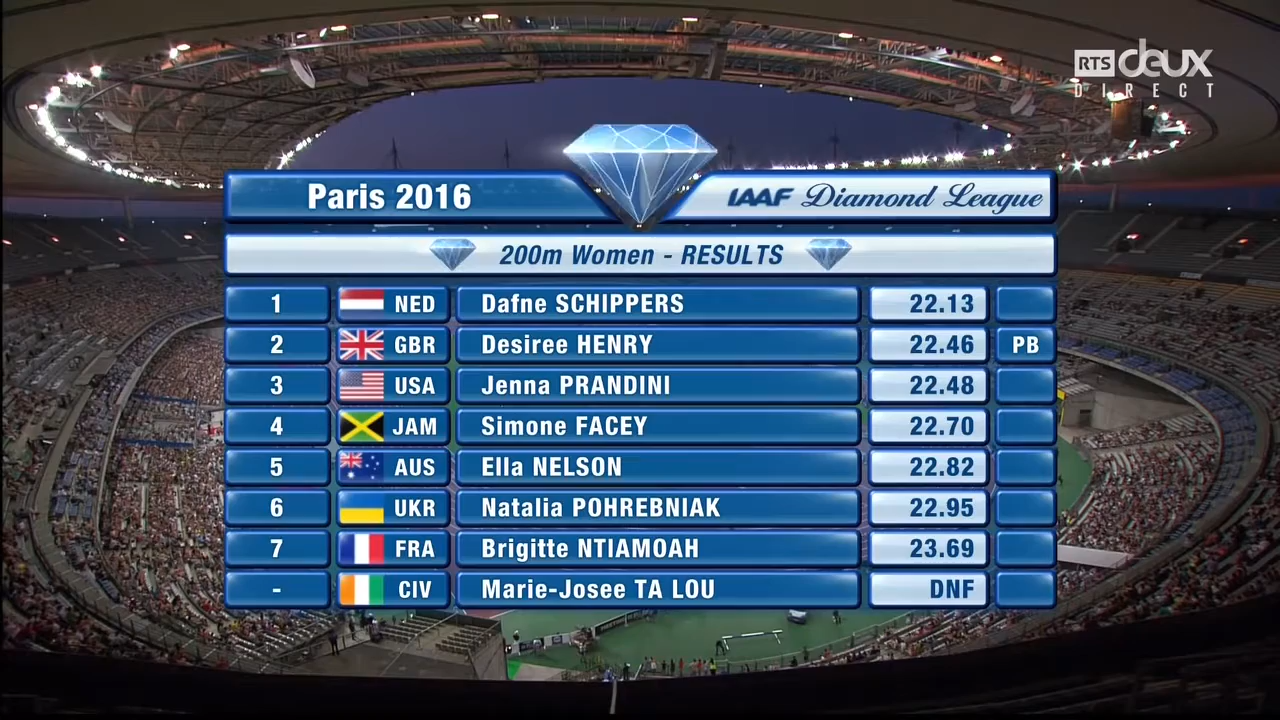 RTS deux
DIRECT
Paris 2016 IAAF Diamond League
200m Women - RESULTS
1 NED Dafne SCHIPPERS 22.13
2 GBR Desiree HENRY 22.46 PB
3 USA Jenna PRANDINI 22.48
4 JAM Simone FACEY 22.70
5 AUS Ella NELSON 22.82
6 UKR Natalia POHREBNIAK 22.95
7 FRA Brigitte NTIAMOAH 23.69
- CIV Marie-Josee TA LOU DNF